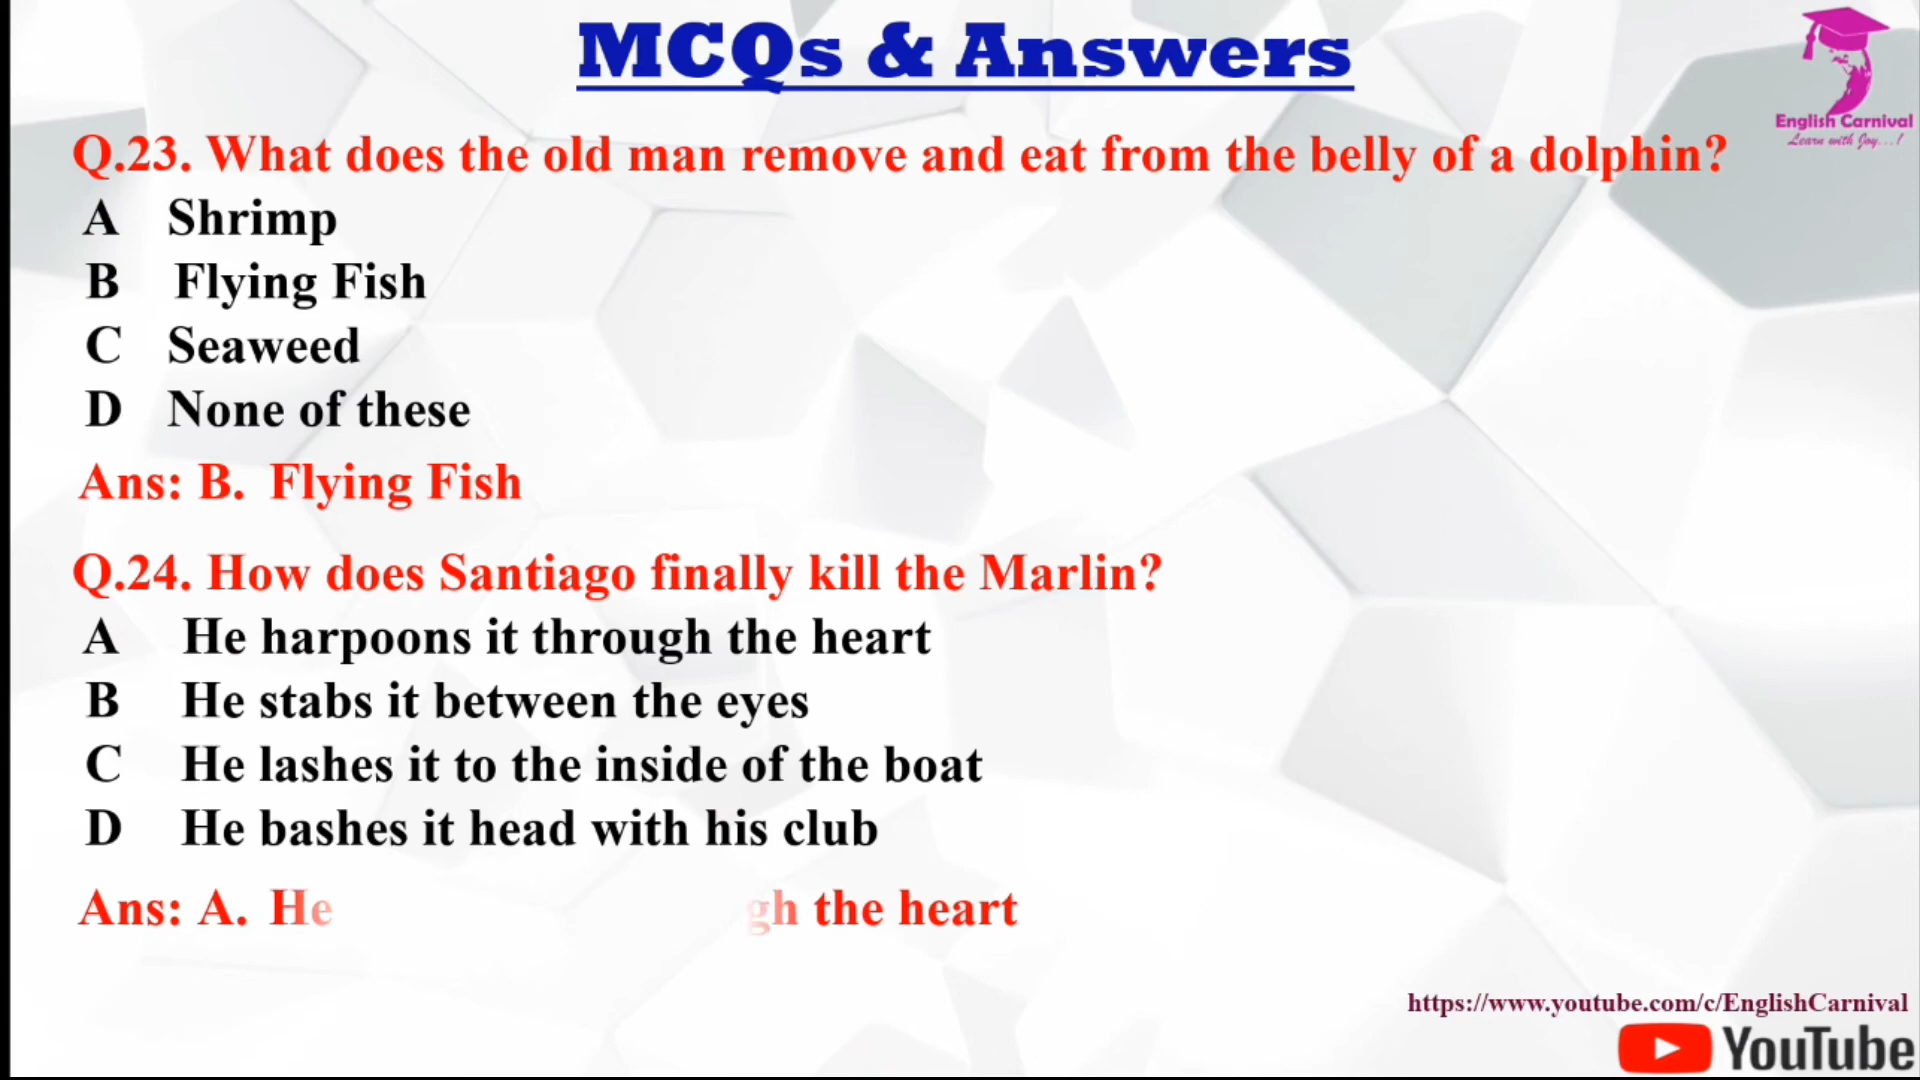 MCQs & Answers
English Carnival
Learn with Joy...!
Q.23. What does the old man remove and eat from the belly of a dolphin?
A Shrimp
B Flying Fish
C Seaweed
D None of these
Ans: B. Flying Fish
Q.24. How does Santiago finally kill the Marlin?
A He harpoons it through the heart
B He stabs it between the eyes
C He lashes it to the inside of the boat
D He bashes it head with his club
Ans: A. He gh the heart
https://www.youtube.com/c/EnglishCarnival
YouTube